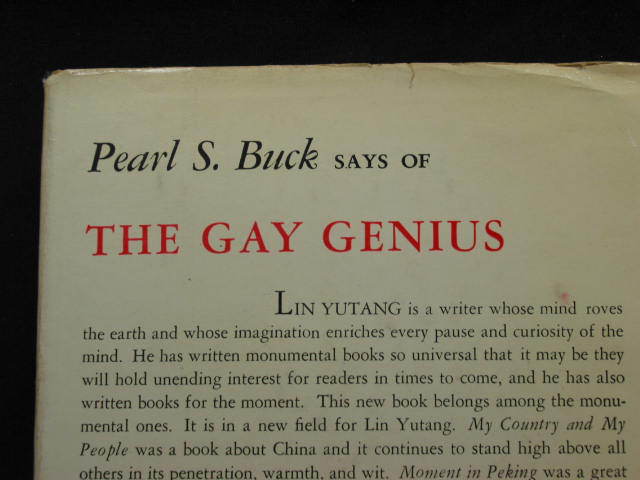 Pearl S. Buck SAYS OF
THE GAY GENIUS
LIN YUTANG is a writer whose mind roves
the earth and whose imagination enriches every pause and curiosity of the
mind. He has written monumental books so universal that it may be they
will hold unending interest for readers in times to come, and he has also
written books for the moment. This new book belongs among the monu-
mental ones. It is in a new field for Lin Yutang. My Country and My
People was a book about China and it continues to stand high above all
others in its penetration, warmth, and wit. Moment in Peking was a great